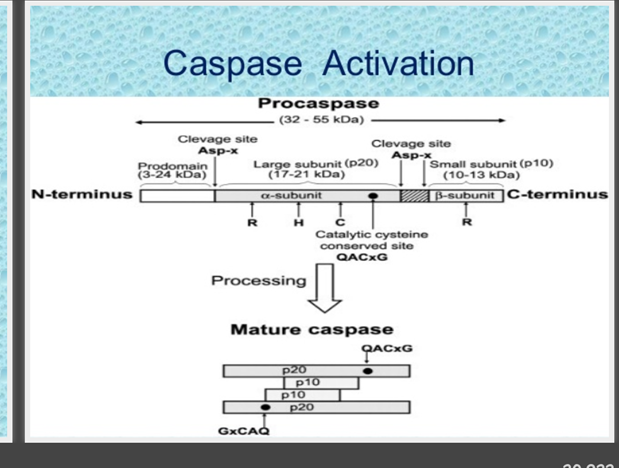 Caspase Activation
Procaspase
(32 - 55 kDa)
Clevage site
Asp-x
Clevage site
Asp-x
Prodomain
(3-24 kDa)
Large subunit (p20)
(17-21 kDa)
Small subunit (p10)
(10-13 kDa)
N-terminus
α-subunit
β-subunit
C-terminus
R
H
C
R
Catalytic cysteine
conserved site
QACxG
Processing
Mature caspase
QACxG
p20
p10
p10
p20
GxCAQ